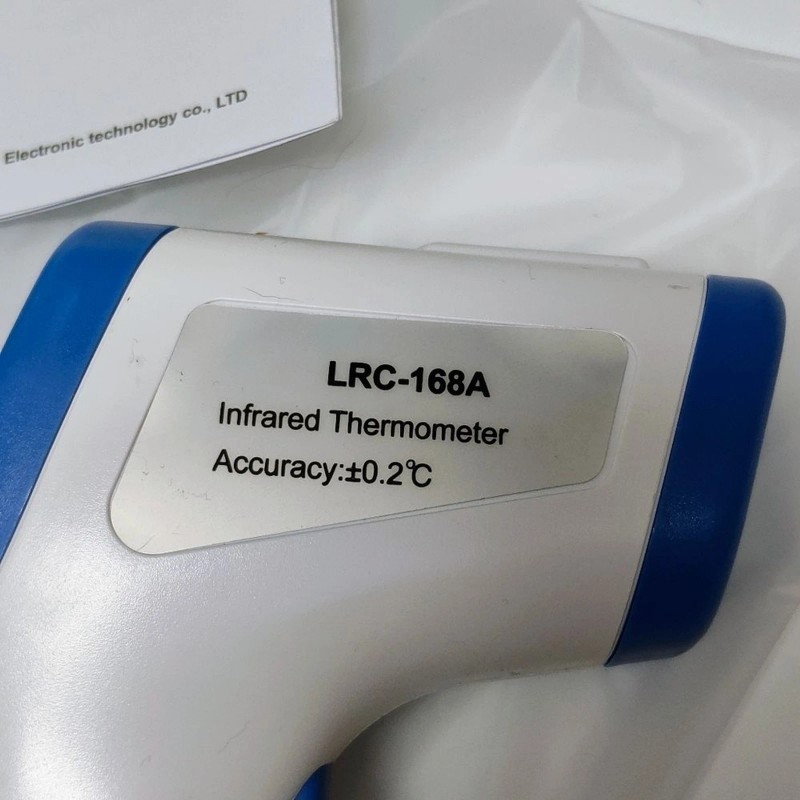 Electronic technology co., LTD
LRC-168A
Infrared Thermometer
Accuracy:±0.2℃